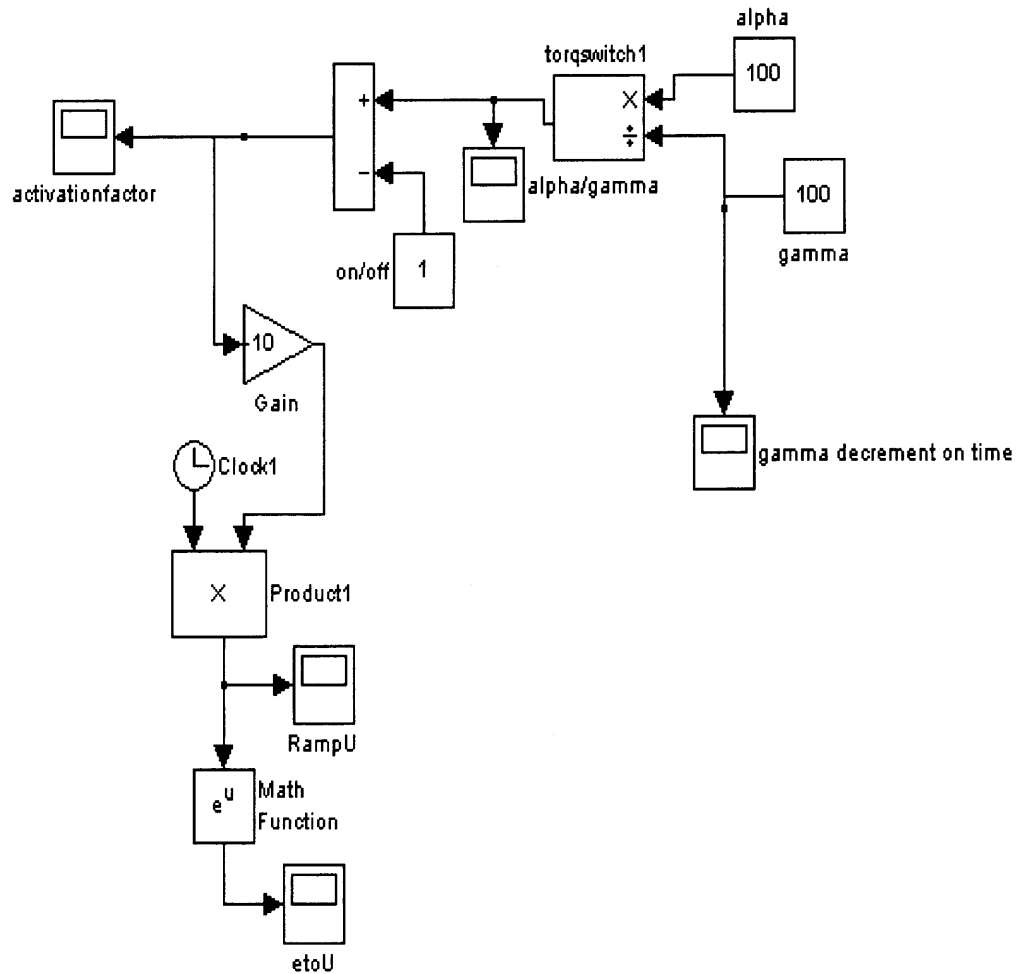 alpha
100
torqswitch1
X
÷
+
−
activationfactor
alpha/gamma
100
gamma
on/off
1
10
Gain
gamma decrement on time
Clock1
X
Product1
RampU
e^u
Math
Function
etoU